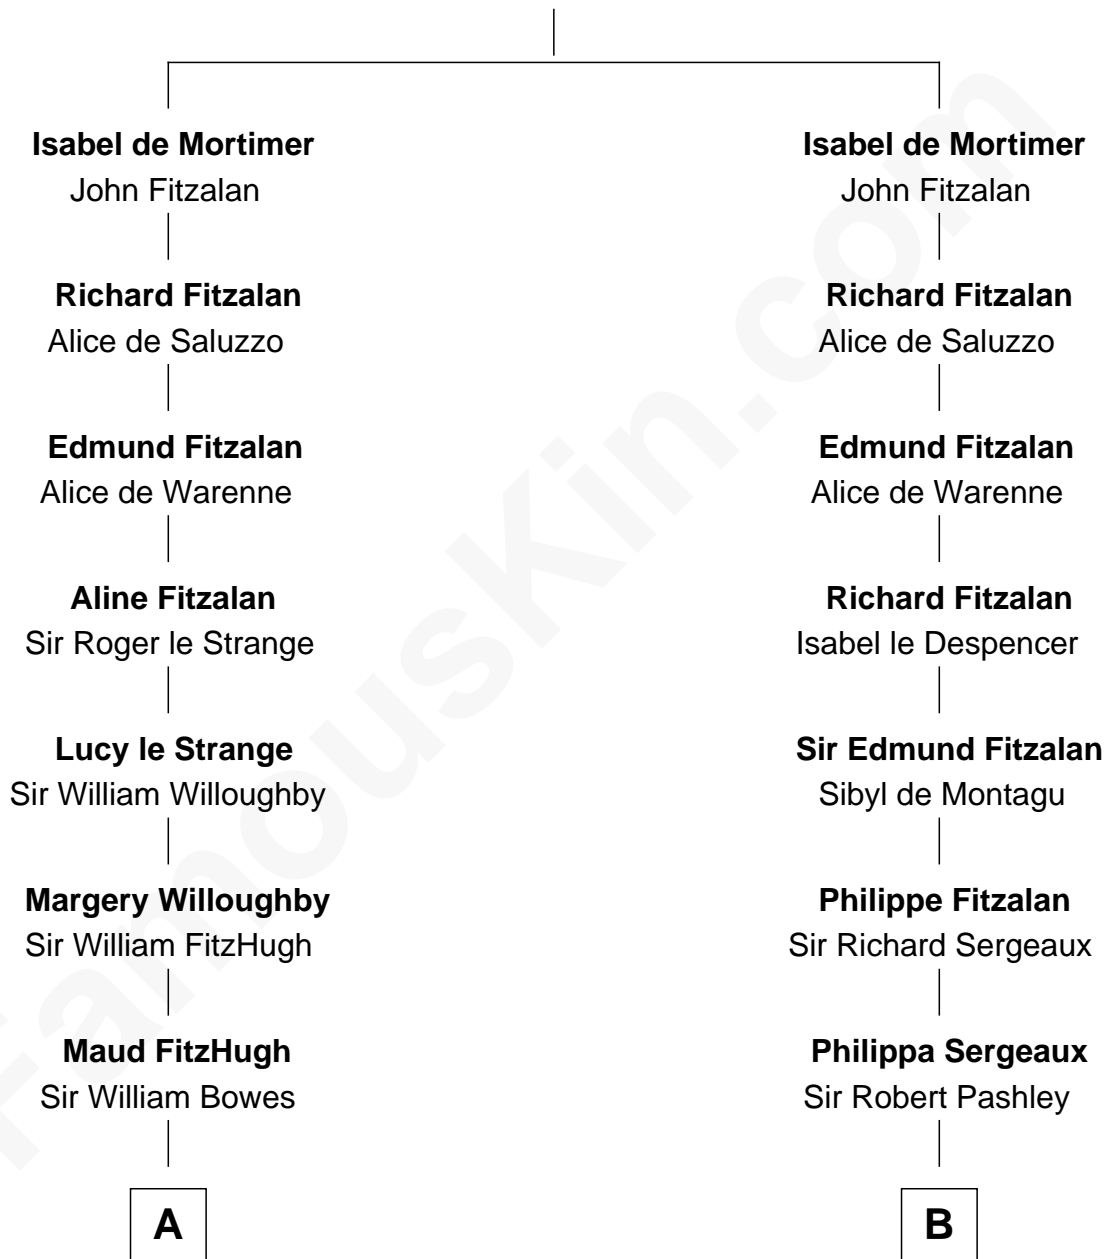 Isabel de Mortimer
John Fitzalan
Richard Fitzalan
Alice de Saluzzo
Edmund Fitzalan
Alice de Warenne
Aline Fitzalan
Sir Roger le Strange
Lucy le Strange
Sir William Willoughby
Margery Willoughby
Sir William FitzHugh
Maud FitzHugh
Sir William Bowes
A
Isabel de Mortimer
John Fitzalan
Richard Fitzalan
Alice de Saluzzo
Edmund Fitzalan
Alice de Warenne
Richard Fitzalan
Isabel le Despencer
Sir Edmund Fitzalan
Sibyl de Montagu
Philippe Fitzalan
Sir Richard Sergeaux
Philippa Sergeaux
Sir Robert Pashley
B
FamousKin.com